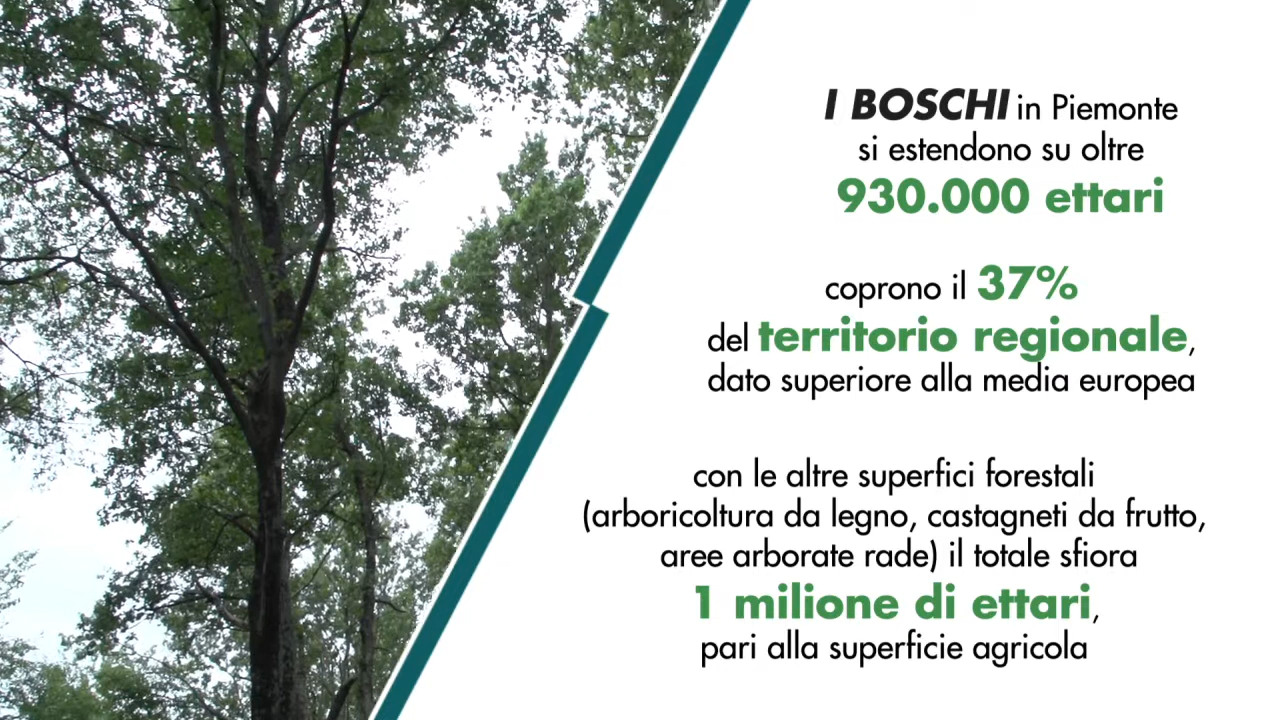 I BOSCHI in Piemonte
si estendono su oltre
930.000 ettari
coprono il 37%
del territorio regionale,
dato superiore alla media europea
con le altre superfici forestali
(arboricoltura da legno, castagneti da frutto,
aree arborate rade) il totale sfiora
1 milione di ettari,
pari alla superficie agricola